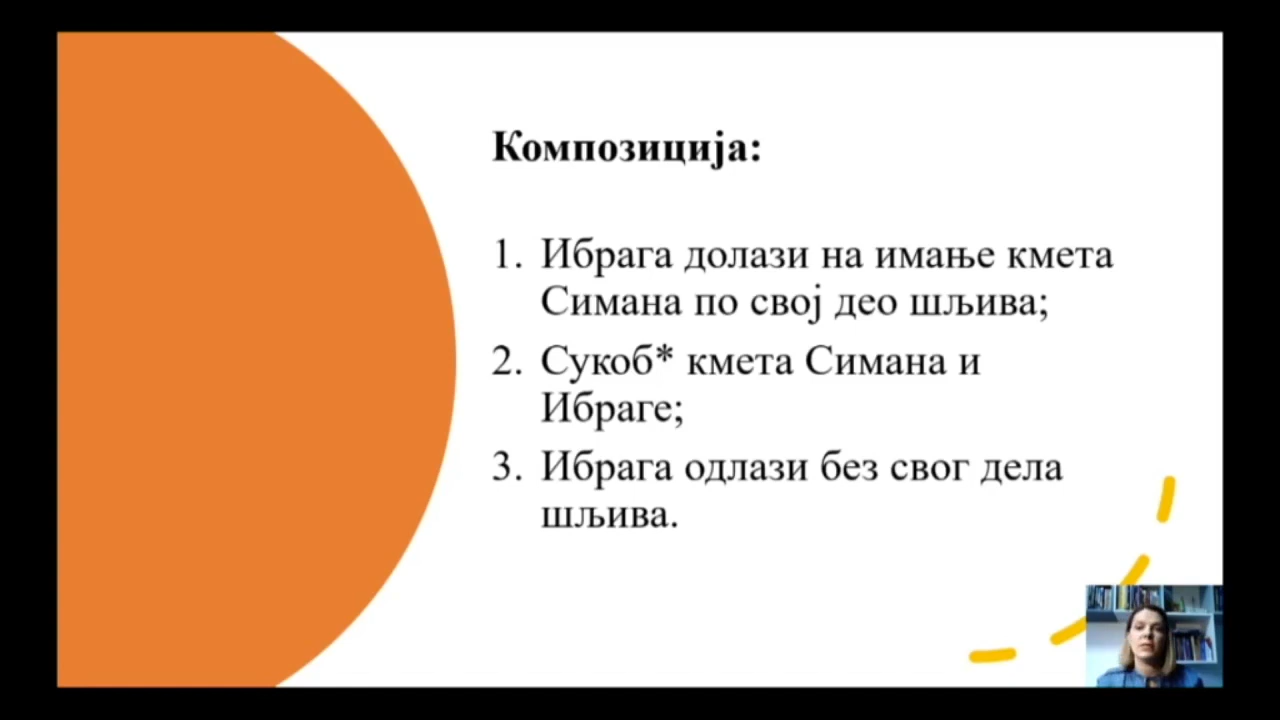 Композиција:
1. Ибрага долази на имање кмета
Симана по свој део шљива;
2. Сукоб* кмета Симана и
Ибраге;
3. Ибрага одлази без свог дела
шљива.